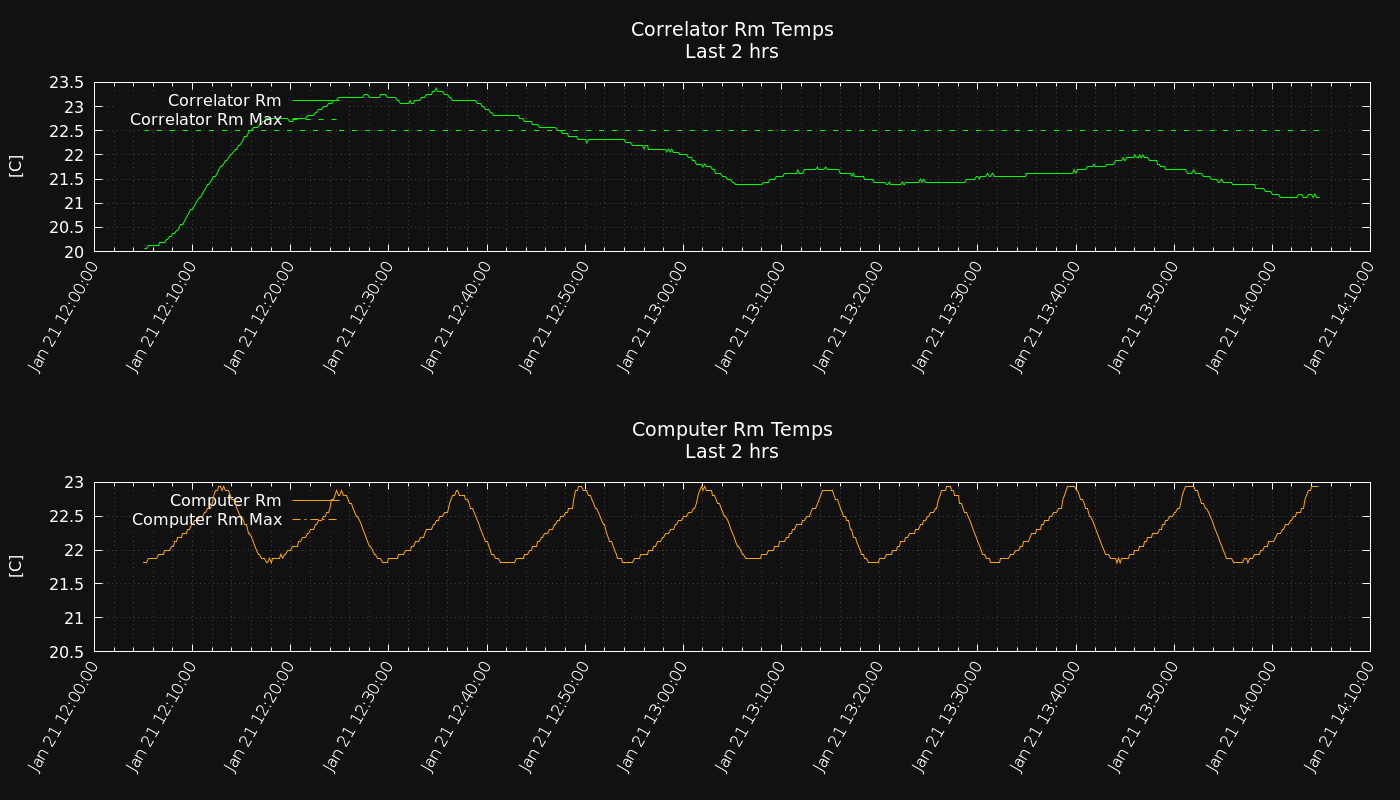 Correlator Rm Temps
Last 2 hrs
23.5
23
22.5
22
21.5
21
20.5
20
[C]
Correlator Rm
Correlator Rm Max
Jan 21 12:00:00
Jan 21 12:10:00
Jan 21 12:20:00
Jan 21 12:30:00
Jan 21 12:40:00
Jan 21 12:50:00
Jan 21 13:00:00
Jan 21 13:10:00
Jan 21 13:20:00
Jan 21 13:30:00
Jan 21 13:40:00
Jan 21 13:50:00
Jan 21 14:00:00
Jan 21 14:10:00
Computer Rm Temps
Last 2 hrs
23
22.5
22
21.5
21
20.5
[C]
Computer Rm
Computer Rm Max
Jan 21 12:00:00
Jan 21 12:10:00
Jan 21 12:20:00
Jan 21 12:30:00
Jan 21 12:40:00
Jan 21 12:50:00
Jan 21 13:00:00
Jan 21 13:10:00
Jan 21 13:20:00
Jan 21 13:30:00
Jan 21 13:40:00
Jan 21 13:50:00
Jan 21 14:00:00
Jan 21 14:10:00